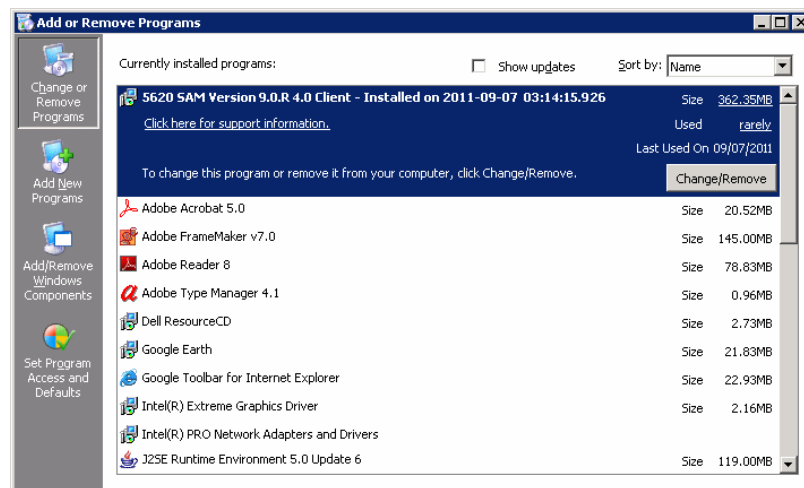 Add or Remove Programs
Currently installed programs:
Show updates
Sort by: Name
Change or
Remove
Programs
Add New
Programs
Add/Remove
Windows
Components
Set Program
Access and
Defaults
5620 SAM Version 9.0.R 4.0 Client - Installed on 2011-09-07 03:14:15.926 Size 362.35MB
Click here for support information. Used rarely
Last Used On 09/07/2011
To change this program or remove it from your computer, click Change/Remove. Change/Remove
Adobe Acrobat 5.0 Size 20.52MB
Adobe FrameMaker v7.0 Size 145.00MB
Adobe Reader 8 Size 78.83MB
Adobe Type Manager 4.1 Size 0.96MB
Dell ResourceCD Size 2.73MB
Google Earth Size 21.83MB
Google Toolbar for Internet Explorer Size 22.93MB
Intel(R) Extreme Graphics Driver Size 2.16MB
Intel(R) PRO Network Adapters and Drivers
J2SE Runtime Environment 5.0 Update 6 Size 119.00MB